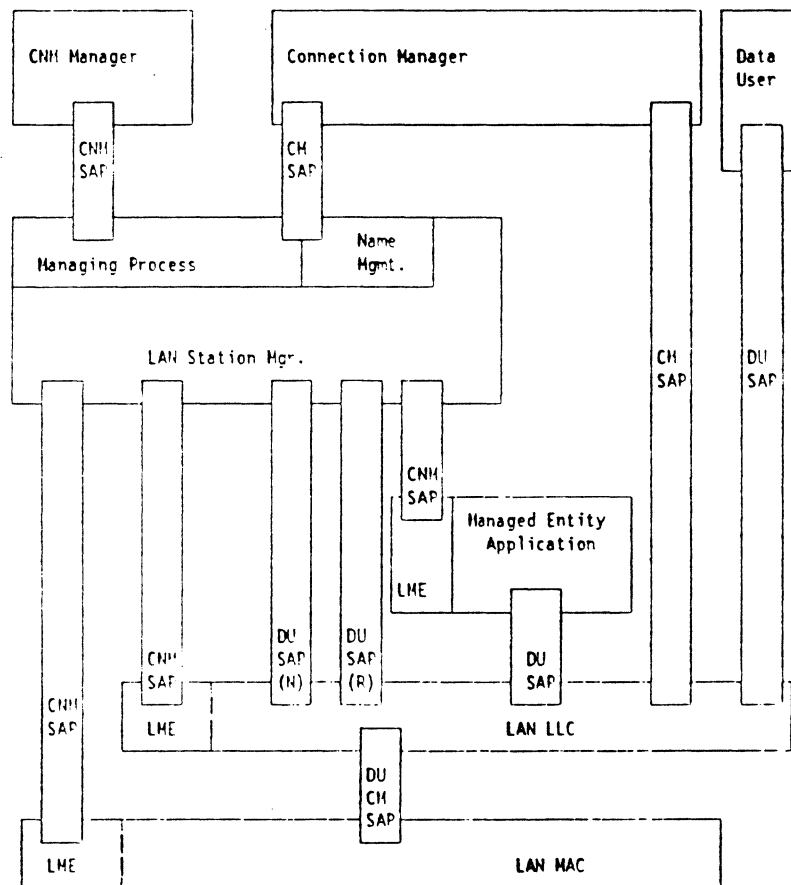 CNM Manager
Connection Manager
Data
User
CNM
SAP
CM
SAP
Managing Process
Name
Mgmt.
LAN Station Mgr.
CM
SAP
DU
SAP
CNM
SAP
Managed Entity
Application
LME
CNM
SAP
DU
SAP
(N)
DU
SAP
(R)
DU
SAP
CNM
SAP
LME
LAN LLC
DU
CM
SAP
LME
LAN MAC